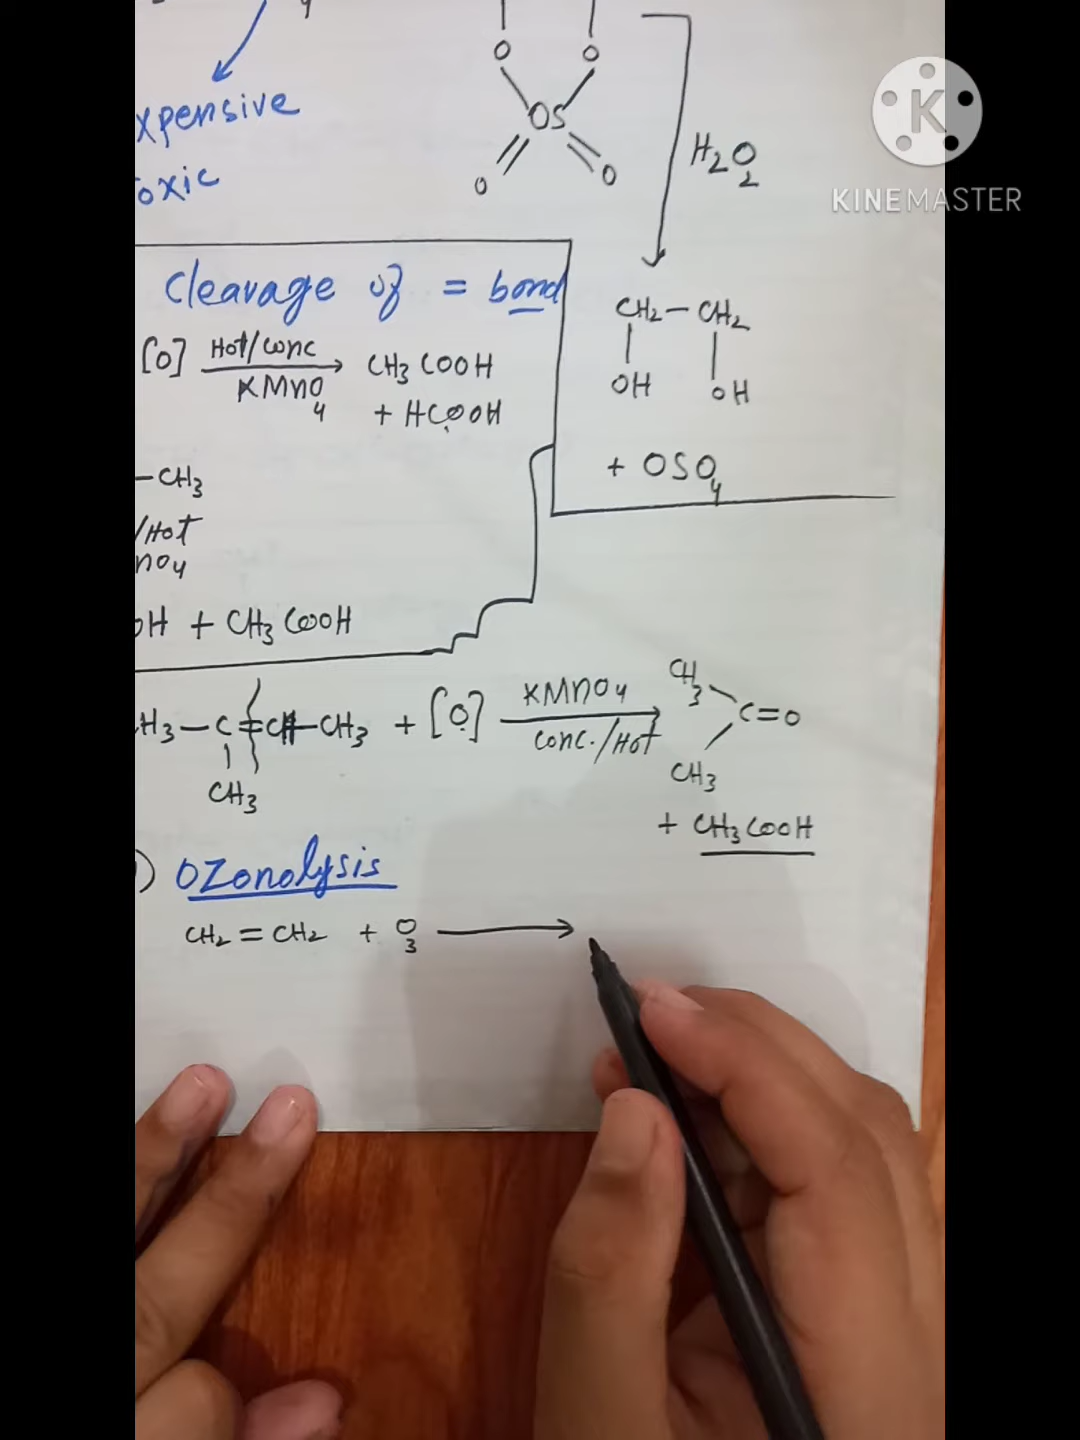 O O
OS
O O
H2O2
xpensive
oxic
KINEMASTER
Cleavage of = bond
[O] Hot/conc KMnO4 CH3COOH
+ HCOOH
CH2-CH2
OH OH
+ OSO4
-CH3
/Hot
nO4
OH + CH3COOH
H3-C=CH-CH3 + [O] KMnO4 Conc./Hot
CH3
CH3
C=O
CH3
+ CH3COOH
) Ozonolysis
CH2=CH2 + O3